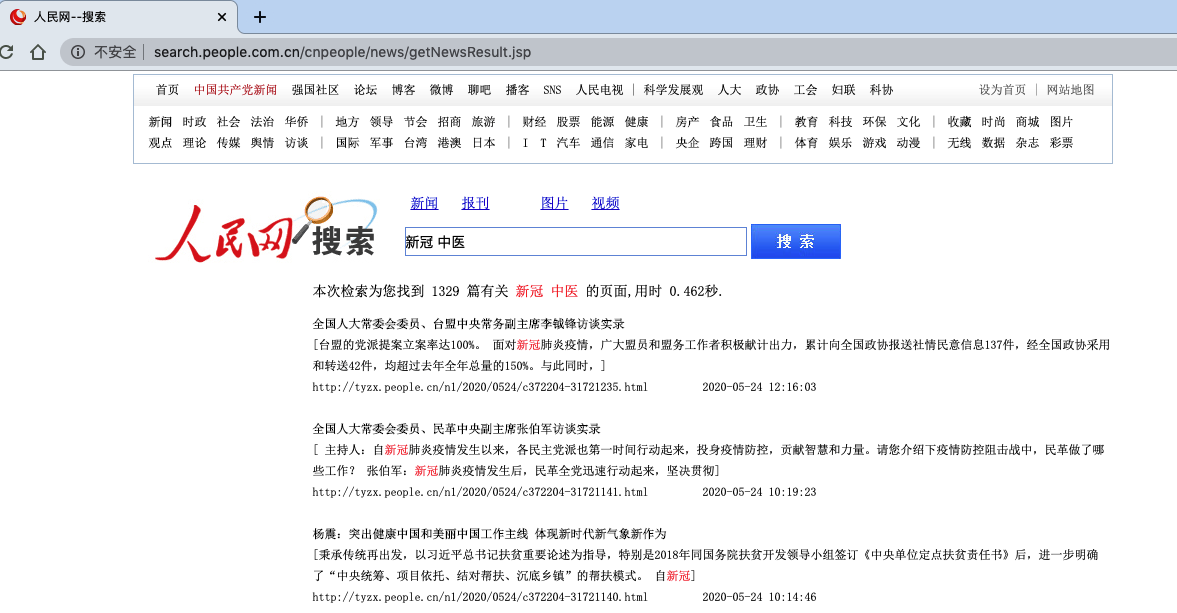 人民网--搜索
不安全 search.people.com.cn/cnpeople/news/getNewsResult.jsp
首页 中国共产党新闻 强国社区 论坛 博客 微博 聊吧 播客 SNS 人民电视 | 科学发展观 人大 政协 工会 妇联 科协 设为首页 | 网站地图
新闻 时政 社会 法治 华侨 | 地方 领导 节会 招商 旅游 | 财经 股票 能源 健康 | 房产 食品 卫生 | 教育 科技 环保 文化 | 收藏 时尚 商城 图片
观点 理论 传媒 舆情 访谈 | 国际 军事 台湾 港澳 日本 | I T 汽车 通信 家电 | 央企 跨国 理财 | 体育 娱乐 游戏 动漫 | 无线 数据 杂志 彩票
新闻 报刊 图片 视频
人民网搜索
新冠 中医 搜 索
本次检索为您找到 1329 篇有关 新冠 中医 的页面,用时 0.462秒.
全国人大常委会委员、台盟中央常务副主席李钺锋访谈实录
[台盟的党派提案立案率达100%。 面对新冠肺炎疫情，广大盟员和盟务工作者积极献计出力，累计向全国政协报送社情民意信息137件，经全国政协采用
和转送42件，均超过去年全年总量的150%。与此同时，]
http://tyzx.people.cn/n1/2020/0524/c372204-31721235.html 2020-05-24 12:16:03
全国人大常委会委员、民革中央副主席张伯军访谈实录
[ 主持人：自新冠肺炎疫情发生以来，各民主党派也第一时间行动起来，投身疫情防控，贡献智慧和力量。请您介绍下疫情防控阻击战中，民革做了哪
些工作？ 张伯军：新冠肺炎疫情发生后，民革全党迅速行动起来，坚决贯彻]
http://tyzx.people.cn/n1/2020/0524/c372204-31721141.html 2020-05-24 10:19:23
杨震：突出健康中国和美丽中国工作主线 体现新时代新气象新作为
[秉承传统再出发，以习近平总书记扶贫重要论述为指导，特别是2018年同国务院扶贫开发领导小组签订《中央单位定点扶贫责任书》后，进一步明确
了“中央统筹、项目依托、结对帮扶、沉底乡镇”的帮扶模式。 自新冠]
http://tyzx.people.cn/n1/2020/0524/c372204-31721140.html 2020-05-24 10:14:46